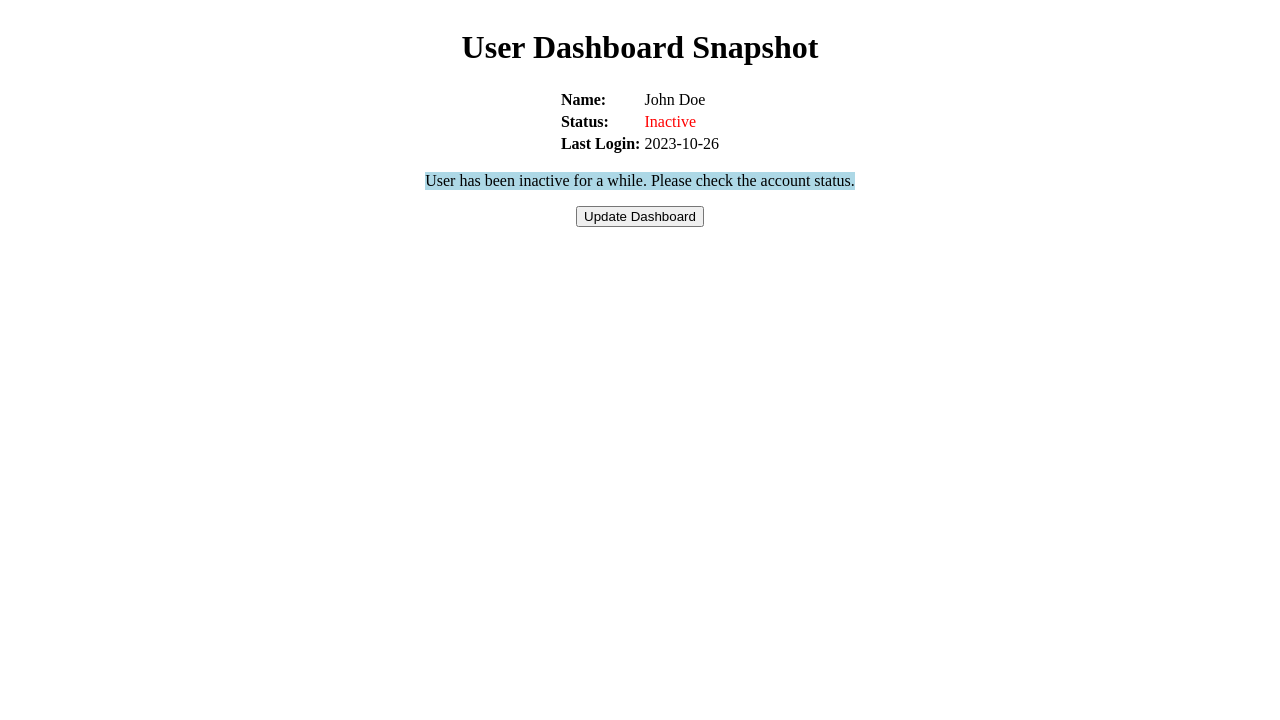 User Dashboard Snapshot
Name: John Doe
Status: Inactive
Last Login: 2023-10-26
User has been inactive for a while. Please check the account status.
Update Dashboard